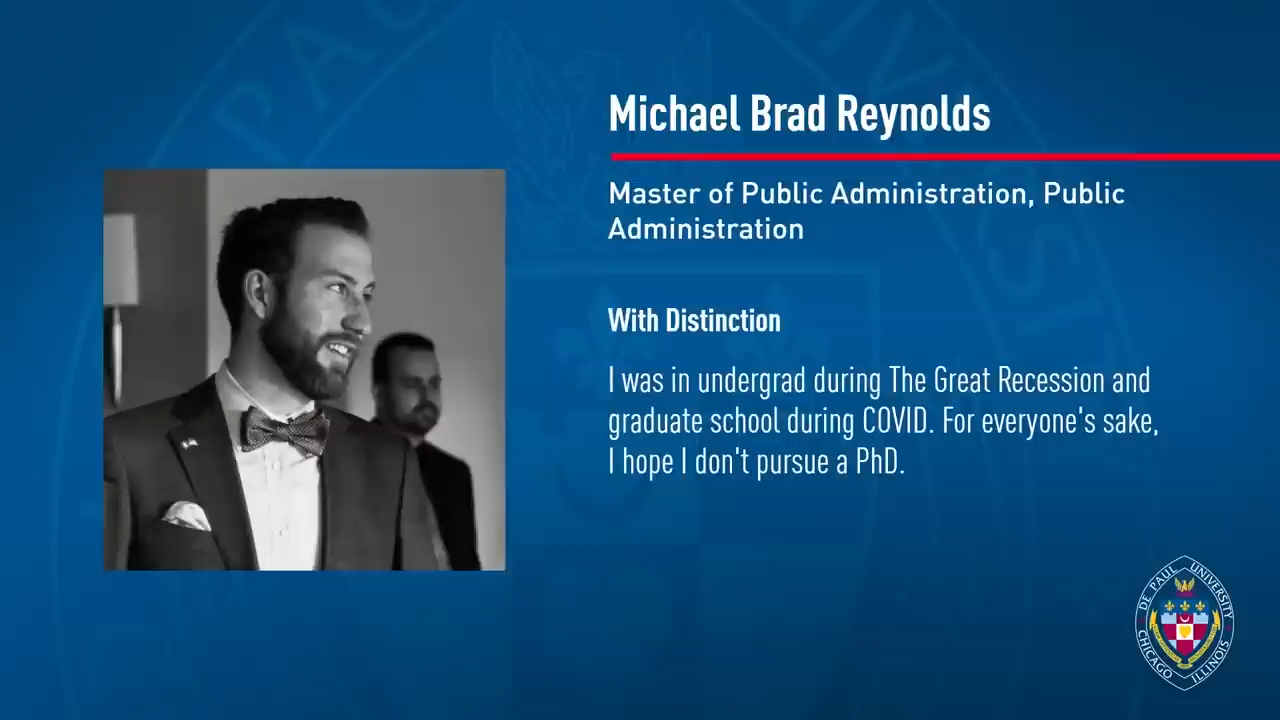 Michael Brad Reynolds
Master of Public Administration, Public
Administration
With Distinction
I was in undergrad during The Great Recession and
graduate school during COVID. For everyone's sake,
I hope I don't pursue a PhD.
DE PAUL UNIVERSITY
CHICAGO ILLINOIS